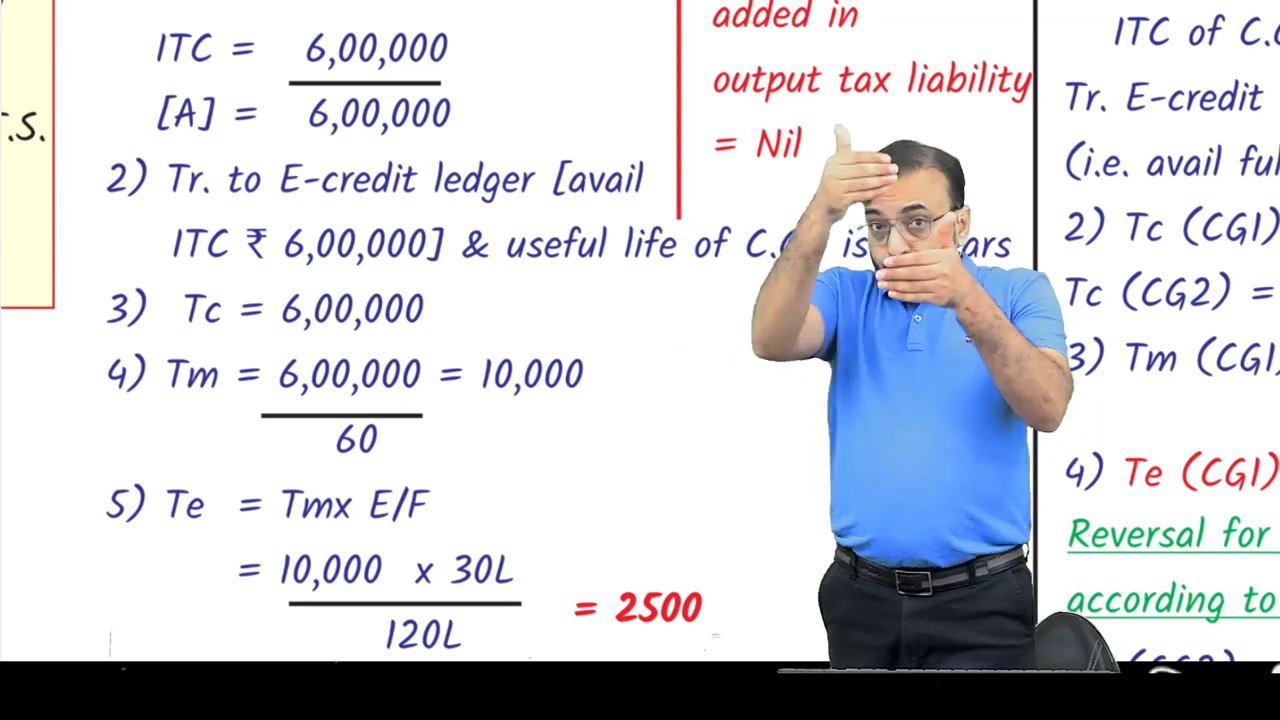 .S.
ITC = 6,00,000
[A] = 6,00,000
2) Tr. to E-credit ledger [avail
ITC ₹ 6,00,000] & useful life of C. is ars
3) Tc = 6,00,000
4) Tm = 6,00,000 = 10,000
60
5) Te = Tmx E/F
= 10,000 x 30L
120L
= 2500
added in
output tax liability
= Nil
ITC of C.
Tr. E-credit
(i.e. avail ful
2) Tc (CG1)
Tc (CG2) =
3) Tm (CG1)
4) Te (CG1)
Reversal for
according to